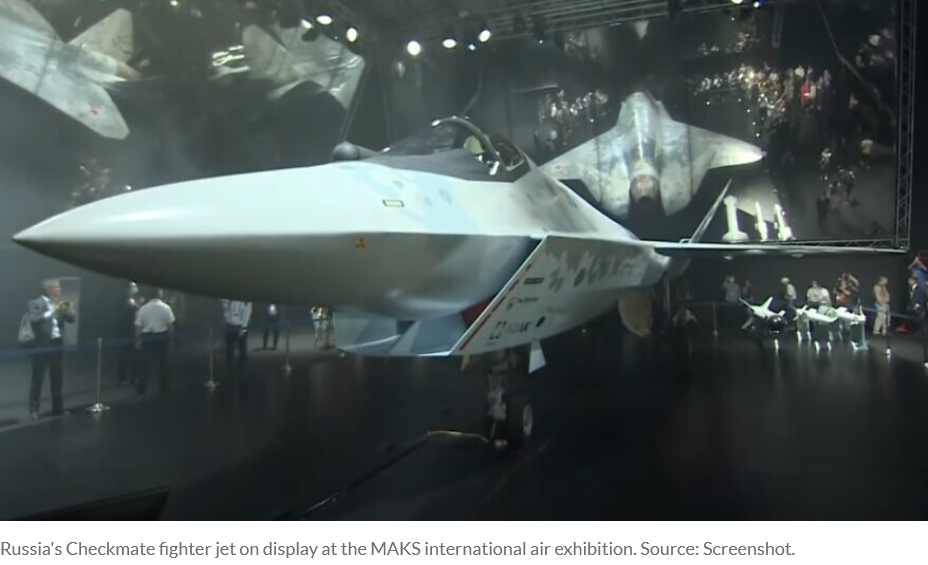 Russia's Checkmate fighter jet on display at the MAKS international air exhibition. Source: Screenshot.